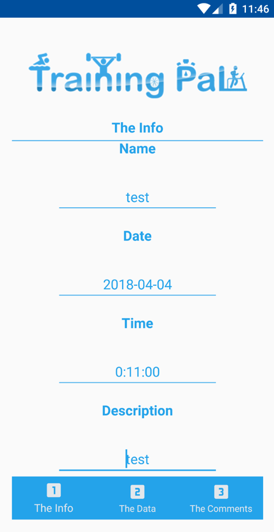 11:46
Training Pal
The Info
Name
test
Date
2018-04-04
Time
0:11:00
Description
test
1 2 3
The Info The Data The Comments